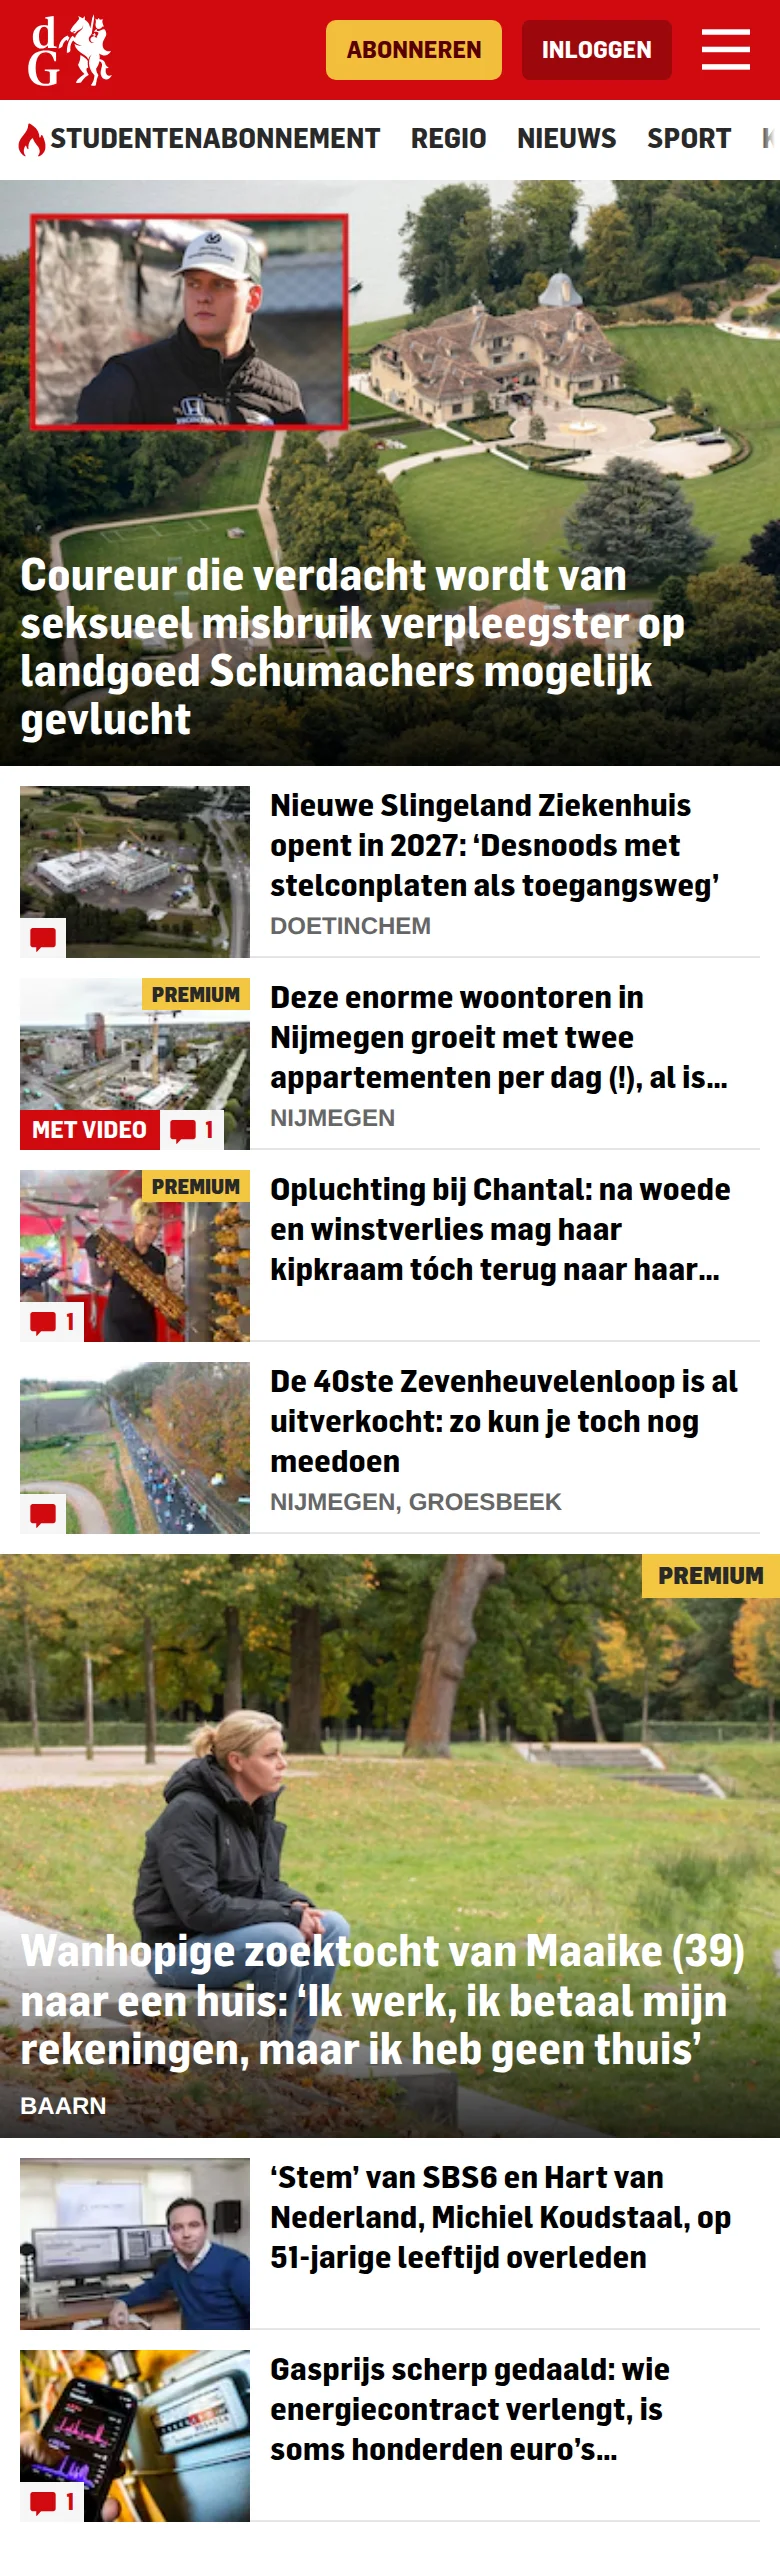 dG
ABONNEREN
INLOGGEN
STUDENTENABONNEMENT REGIO NIEUWS SPORT
HONDA
Coureur die verdacht wordt van
seksueel misbruik verpleegster op
landgoed Schumachers mogelijk
gevlucht
Nieuwe Slingeland Ziekenhuis
opent in 2027: ‘Desnoods met
stelconplaten als toegangsweg’
DOETINCHEM
PREMIUM
MET VIDEO
1
Deze enorme woontoren in
Nijmegen groeit met twee
appartementen per dag (!), al is...
NIJMEGEN
PREMIUM
1
Opluchting bij Chantal: na woede
en winstverlies mag haar
kipkraam tóch terug naar haar...
De 40ste Zevenheuvelenloop is al
uitverkocht: zo kun je toch nog
meedoen
NIJMEGEN, GROESBEEK
PREMIUM
Wanhopige zoektocht van Maaike (39)
naar een huis: ‘Ik werk, ik betaal mijn
rekeningen, maar ik heb geen thuis’
BAARN
‘Stem’ van SBS6 en Hart van
Nederland, Michiel Koudstaal, op
51-jarige leeftijd overleden
1
Gasprijs scherp gedaald: wie
energiecontract verlengt, is
soms honderden euro’s...